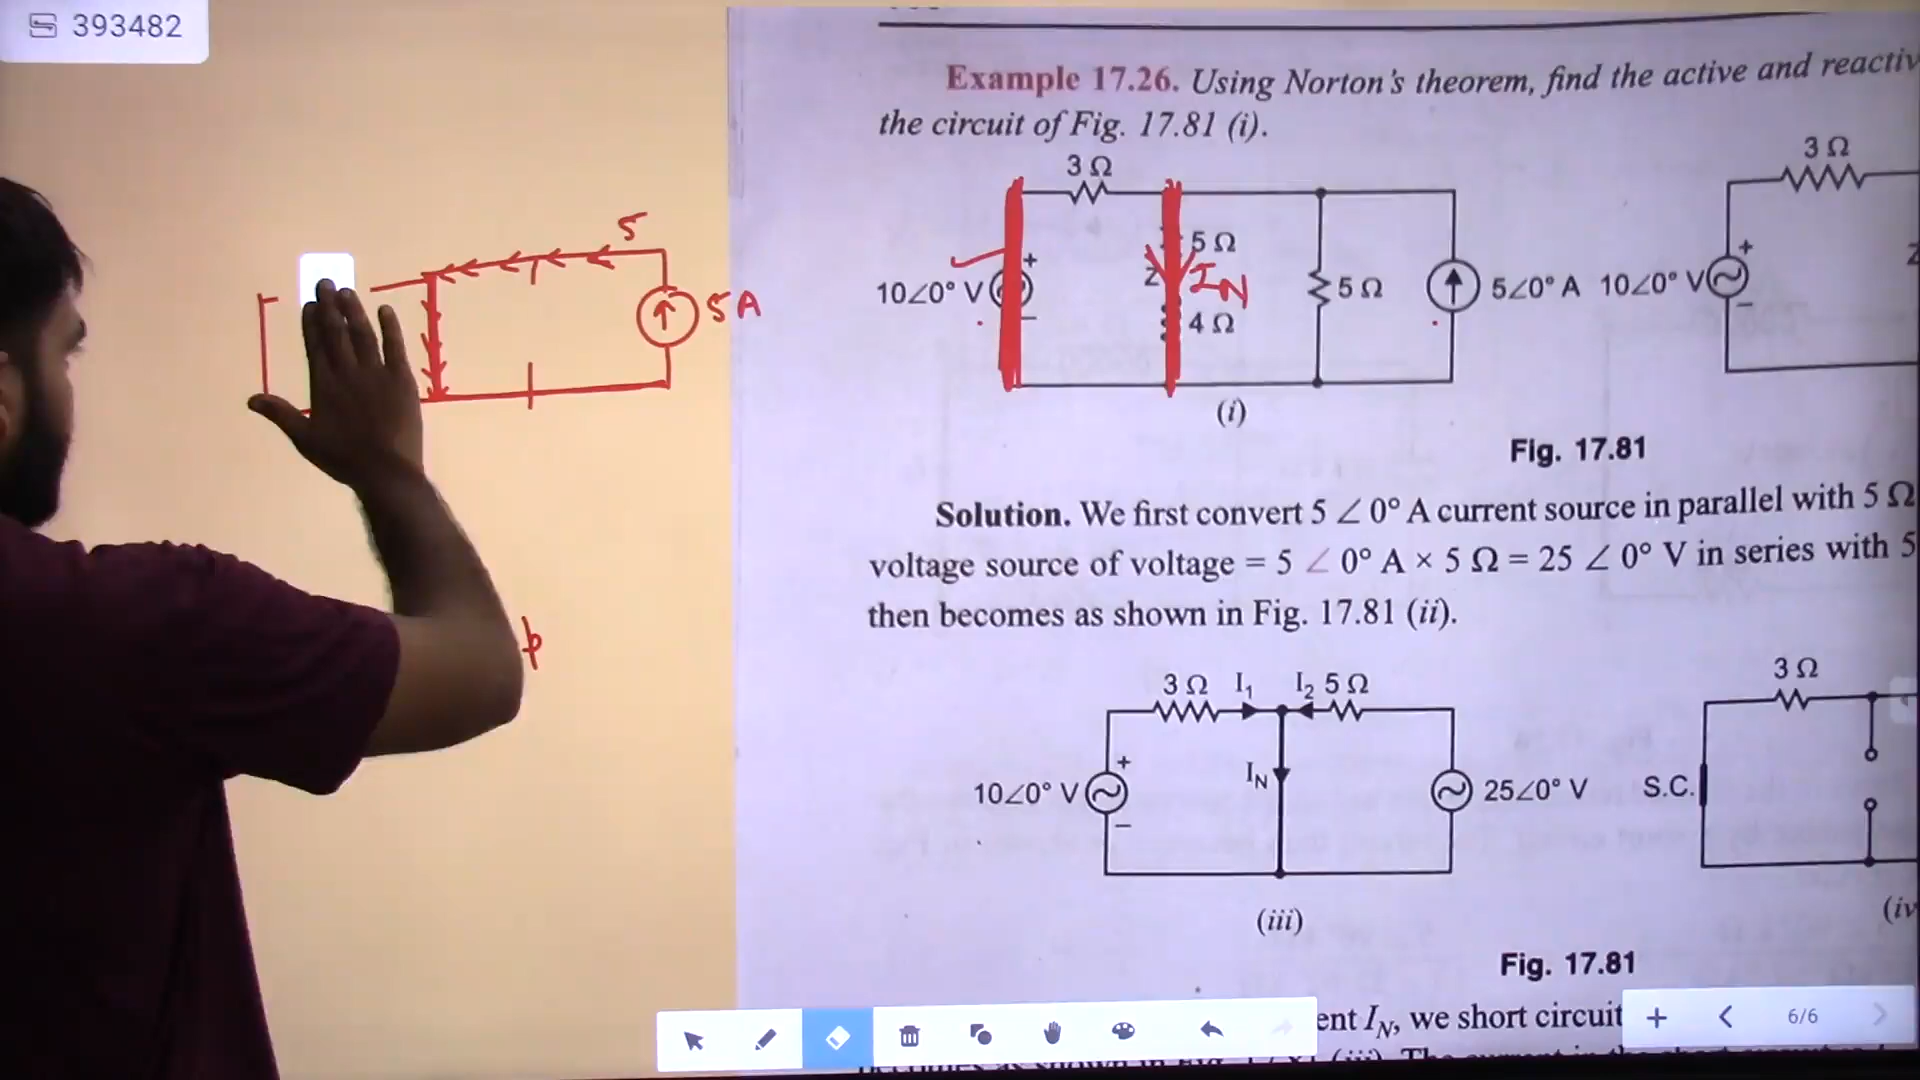 393482
Example 17.26. Using Norton's theorem, find the active and reactiv
the circuit of Fig. 17.81 (i).
3 Ω
10∠0° V
+
−
Z
5 Ω
I_N
4 Ω
5 Ω
5∠0° A
(i)
3 Ω
10∠0° V
+
−
Z
5
5 A
Fig. 17.81
Solution. We first convert 5 ∠ 0° A current source in parallel with 5 Ω
voltage source of voltage = 5 ∠ 0° A × 5 Ω = 25 ∠ 0° V in series with 5
then becomes as shown in Fig. 17.81 (ii).
3 Ω I₁ I₂ 5 Ω
10∠0° V
+
−
I_N
25∠0° V
(iii)
3 Ω
S.C.
(iv
Fig. 17.81
ent I_N, we short circuit
6/6